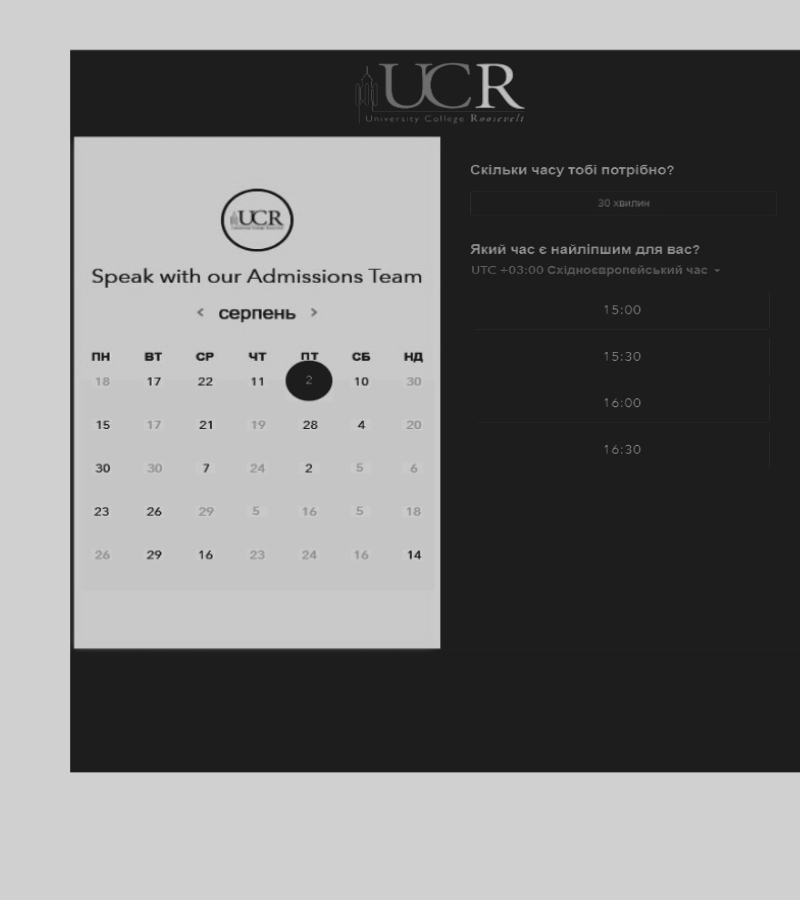 UCR
University College Roosevelt
UCR
Speak with our Admissions Team
< серпень >
ПН ВТ СР ЧТ ПТ СБ НД
18 17 22 11 2 10 30
15 17 21 19 28 4 20
30 30 7 24 2 5 6
23 26 29 5 16 5 18
26 29 16 23 24 16 14
Скільки часу тобі потрібно?
30 хвилин
Який час є найліпшим для вас?
UTC +03:00 Східноєвропейський час
15:00
15:30
16:00
16:30